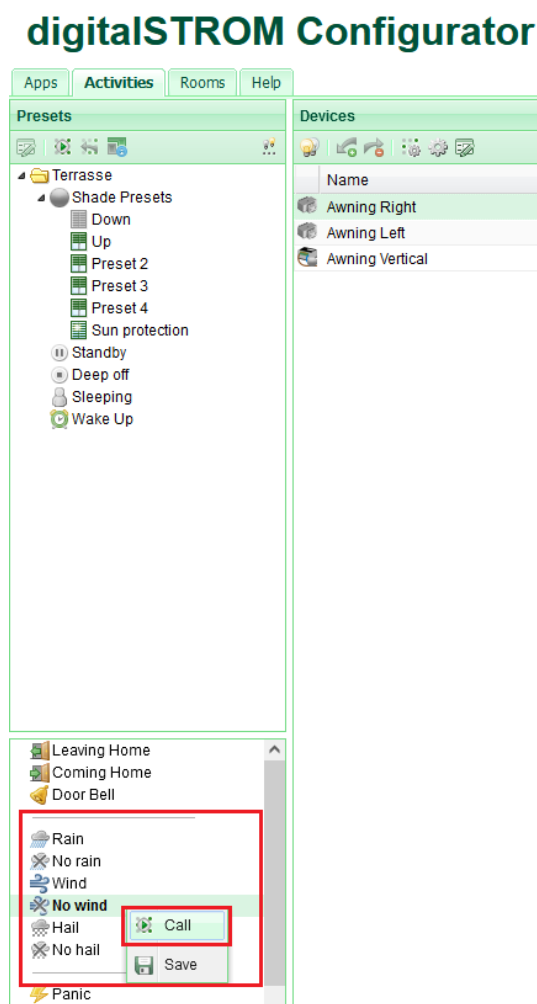 digitalSTROM Configurator
Apps
Activities
Rooms
Help
Presets
Terrasse
Shade Presets
Down
Up
Preset 2
Preset 3
Preset 4
Sun protection
Standby
Deep off
Sleeping
Wake Up
Devices
Name
Awning Right
Awning Left
Awning Vertical
Leaving Home
Coming Home
Door Bell
Rain
No rain
Wind
No wind
Hail
No hail
Panic
Call
Save